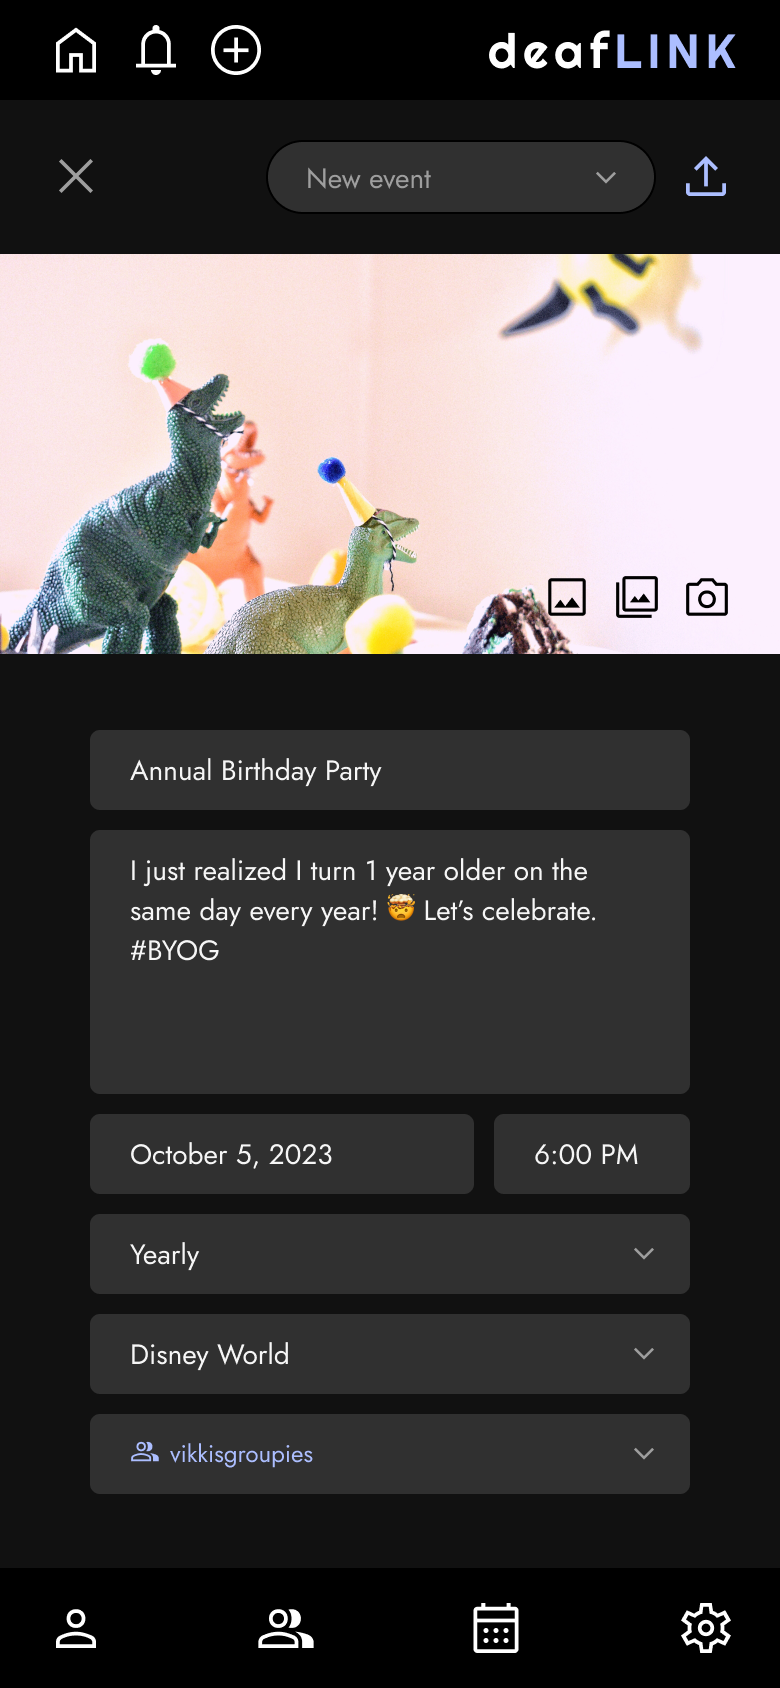 deafLINK
New event
Annual Birthday Party
I just realized I turn 1 year older on the
same day every year! 🤯 Let’s celebrate.
#BYOG
October 5, 2023
6:00 PM
Yearly
Disney World
vikkisgroupies